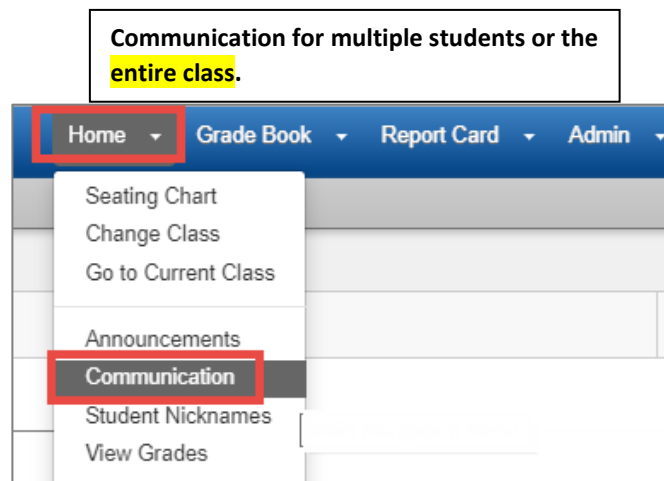 Communication for multiple students or the
entire class.
Home Grade Book Report Card Admin
Seating Chart
Change Class
Go to Current Class
Announcements
Communication
Student Nicknames
View Grades